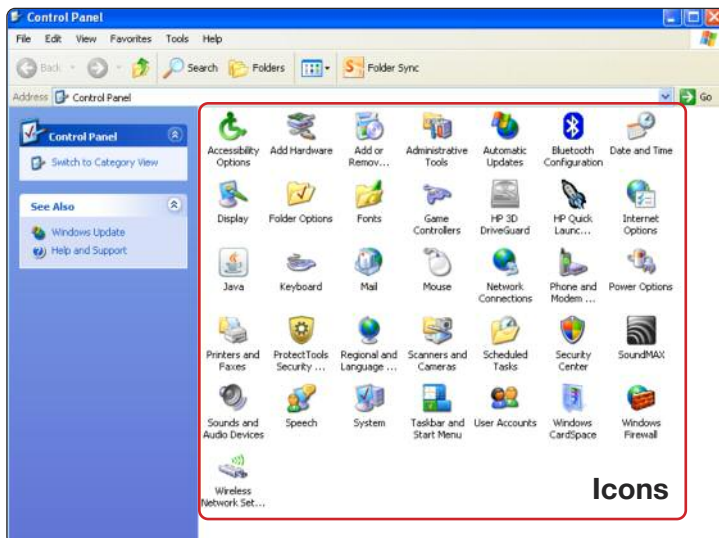 Control Panel
File Edit View Favorites Tools Help
Back Search Folders Folder Sync
Address Control Panel Go
Control Panel
Switch to Category View
See Also
Windows Update
Help and Support
Accessibility Options
Add Hardware
Add or Remov...
Administrative Tools
Automatic Updates
Bluetooth Configuration
Date and Time
Display
Folder Options
Fonts
Game Controllers
HP 3D DriveGuard
HP Quick Launc...
Internet Options
Java
Keyboard
Mail
Mouse
Network Connections
Phone and Modem ...
Power Options
Printers and Faxes
ProtectTools Security ...
Regional and Language ...
Scanners and Cameras
Scheduled Tasks
Security Center
SoundMAX
Sounds and Audio Devices
Speech
System
Taskbar and Start Menu
User Accounts
Windows CardSpace
Windows Firewall
Wireless Network Set...
Icons